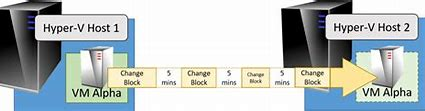 Hyper-V Host 1
Hyper-V Host 2
Change Block
5 mins
Change Block
5 mins
Change Block
5 mins
Change Block
VM Alpha
VM Alpha